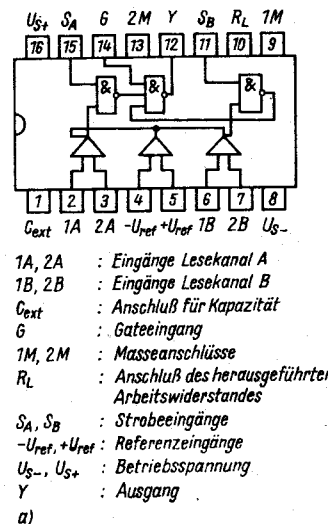 U_S+ S_A G 2M Y S_B R_L 1M
16 15 14 13 12 11 10 9
& & &
1 2 3 4 5 6 7 8
C_ext 1A 2A -U_ref +U_ref 1B 2B U_S-
1A, 2A : Eingänge Lesekanal A
1B, 2B : Eingänge Lesekanal B
C_ext : Anschluß für Kapazität
G : Gateeingang
1M, 2M : Masseanschlüsse
R_L : Anschluß des herausgeführten
Arbeitswiderstandes
S_A, S_B : Strobeeingänge
-U_ref, +U_ref : Referenzeingänge
U_S-, U_S+ : Betriebsspannung
Y : Ausgang
a)